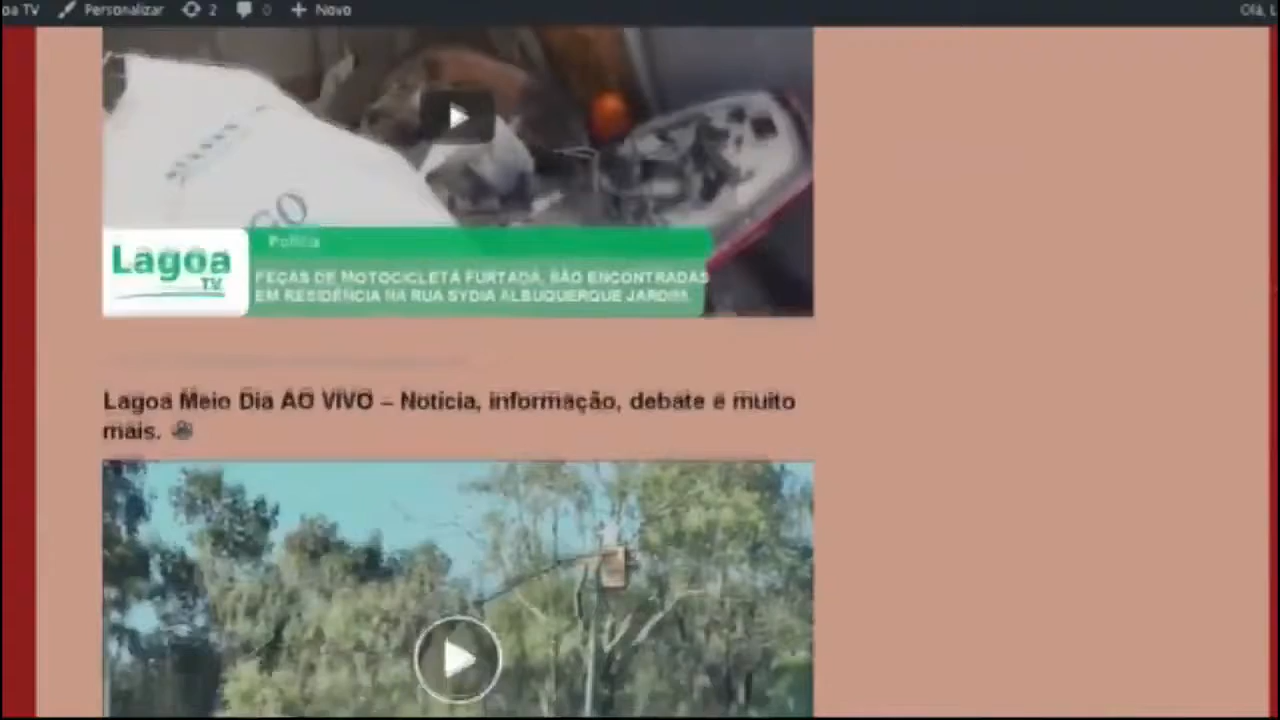 oa TV Personalizar 2 0 Novo Olá, L
GO
Polícia
Lagoa
TV
PEÇAS DE MOTOCICLETA FURTADA, SÃO ENCONTRADAS
EM RESIDÊNCIA NA RUA SYDIA ALBUQUERQUE JARDIM.
Lagoa Meio Dia AO VIVO – Notícia, informação, debate e muito
mais.